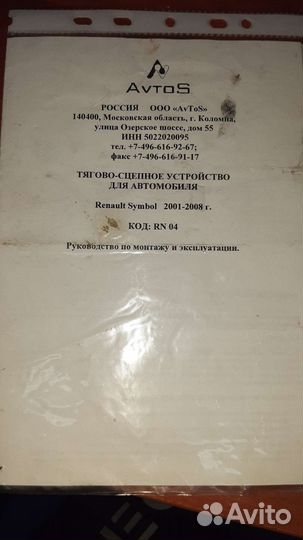 AvToS
РОССИЯ ООО «AvToS»
140400, Московская область, г. Коломна,
улица Озерское шоссе, дом 55
ИНН 5022020095
тел. +7-496-616-92-67;
факс +7-496-616-91-17
ТЯГОВО-СЦЕПНОЕ УСТРОЙСТВО
ДЛЯ АВТОМОБИЛЯ
Renault Symbol 2001-2008 г.
КОД: RN 04
Руководство по монтажу и эксплуатации.
Avito